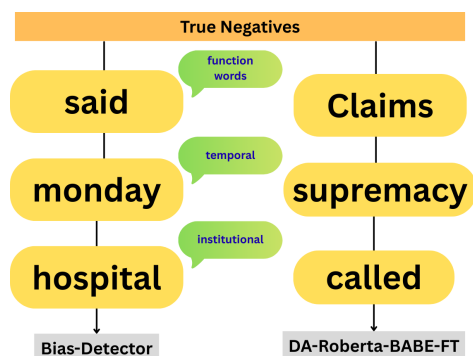 True Negatives
said
function
words
monday
temporal
hospital
institutional
Bias-Detector
Claims
supremacy
called
DA-Roberta-BABE-FT